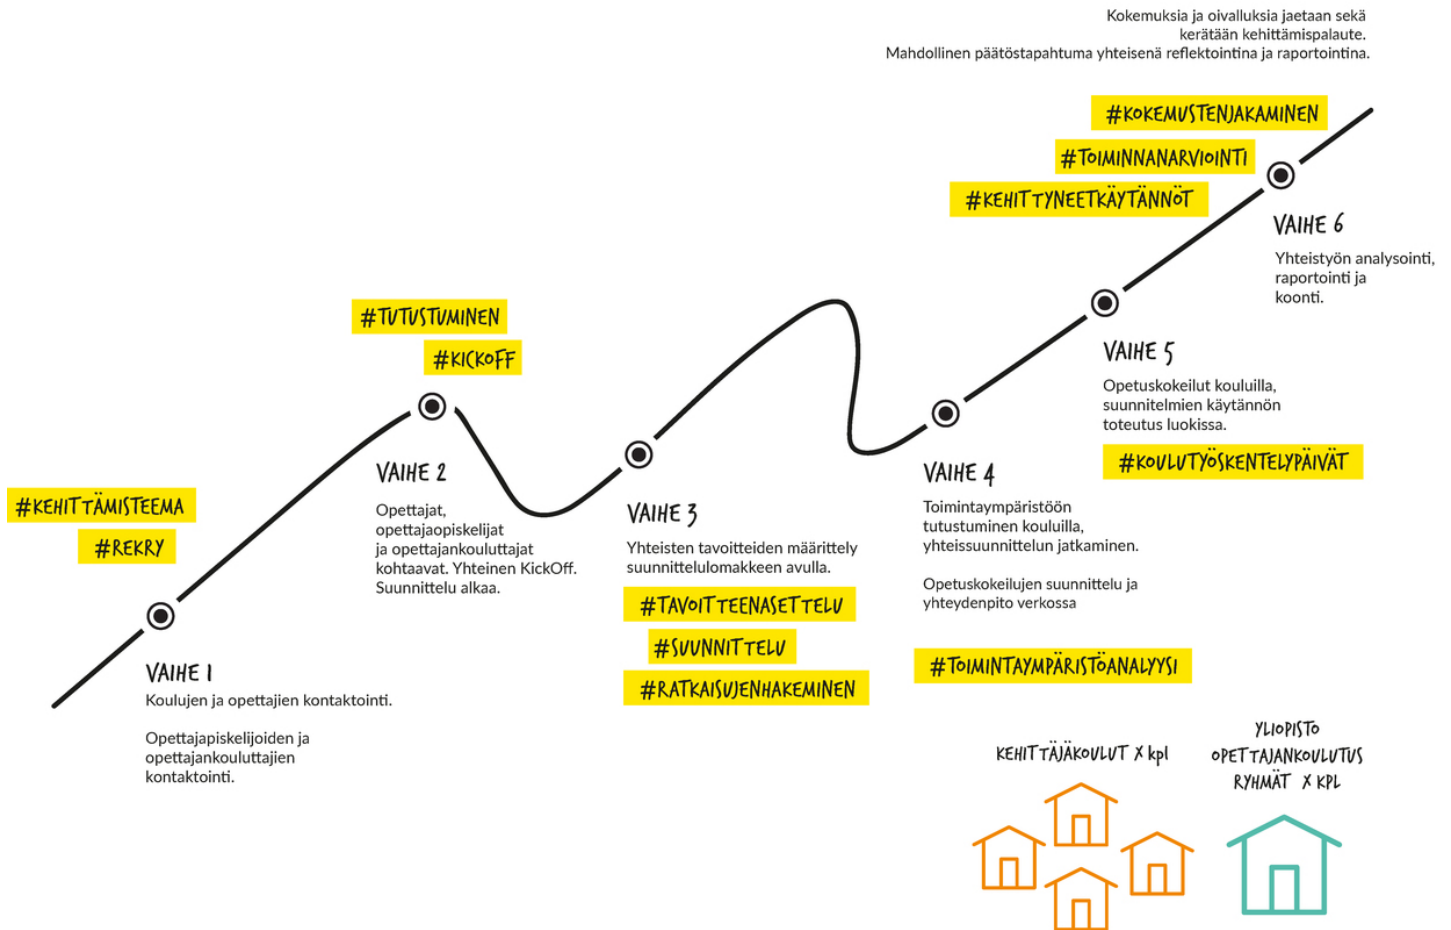 Kokemuksia ja oivalluksia jaetaan sekä
kerätään kehittämispalaute.
Mahdollinen päätöstapahtuma yhteisenä reflektointina ja raportointina.
#KOKEMUSTENJAKAMINEN
#TOIMINNANARVIOINTI
#KEHITTYNEETKÄYTÄNNÖT
VAIHE 6
Yhteistyön analysointi,
raportointi ja
koonti.
#TUTUSTUMINEN
#KICKOFF
VAIHE 5
Opetuskokeilut kouluilla,
suunnitelmien käytännön
toteutus luokissa.
#KOULUTYÖSKENTELYPÄIVÄT
#KEHITTÄMISTEEMA
#REKRY
VAIHE 1
Koulujen ja opettajien kontaktointi.
Opettajapiskelijoiden ja
opettajankouluttajien
kontaktointi.
VAIHE 2
Opettajat,
opettajaopiskelijat
ja opettajankouluttajat
kohtaavat. Yhteinen KickOff.
Suunnittelu alkaa.
VAIHE 3
Yhteisten tavoitteiden määrittely
suunnittelulomakkeen avulla.
#TAVOITTEENASETTELU
#SUUNNITTELU
#RATKAISUJENHAKEMINEN
VAIHE 4
Toimintaympäristöön
tutustuminen kouluilla,
yhteissuunnittelun jatkaminen.
Opetuskokeilujen suunnittelu ja
yhteydenpito verkossa
#TOIMINTAYMPÄRISTÖANALYYSI
KEHITTÄJÄKOULUT X kpl
YLIOPISTO
OPETTAJANKOULUTUS
RYHMÄT X KPL